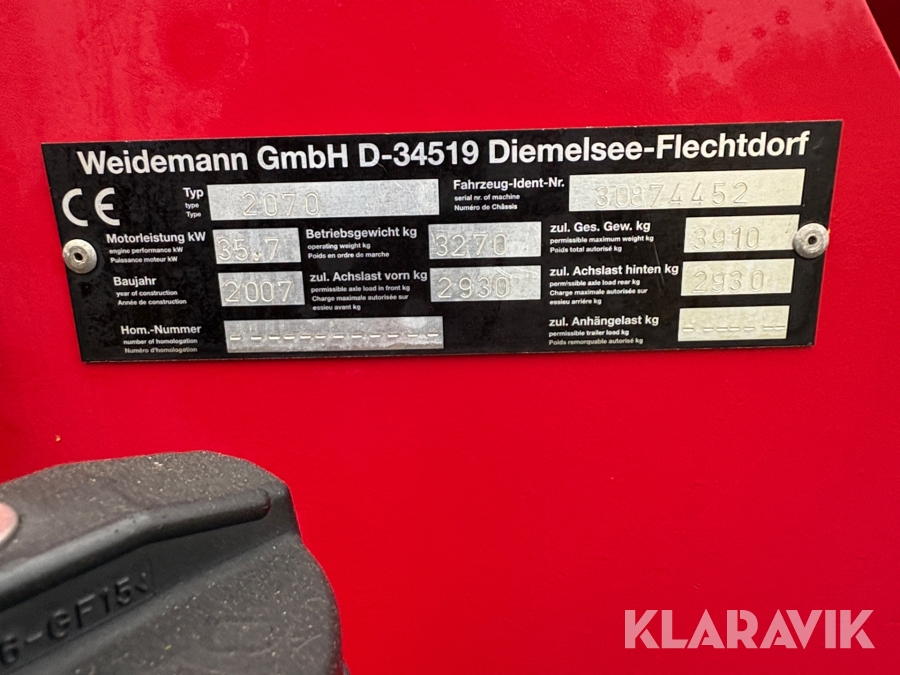 Weidemann GmbH D-34519 Diemelsee-Flechtdorf
CE
Typ
type
Type
2070
Fahrzeug-Ident-Nr.
serial nr. of machine
Numéro de Châssis
30874452
Motorleistung kW
engine performance kW
Puissance moteur kW
35.7
Betriebsgewicht kg
operating weight kg
Poids en ordre de marche
3270
zul. Ges. Gew. kg
permissible maximum weight kg
Poids total autorisé kg
3910
Baujahr
year of construction
Année de construction
2007
zul. Achslast vorn kg
permissible axle load in front kg
Charge maximale autorisée sur
essieu avant kg
2930
zul. Achslast hinten kg
permissible axle load rear kg
Charge maximale autorisée sur
essieu arrière kg
2930
Hom.-Nummer
number of homologation
Numéro d'homologation
zul. Anhängelast kg
permissible trailer load kg
Poids remorquable autorisé kg
6-GF15
KLARAVIK